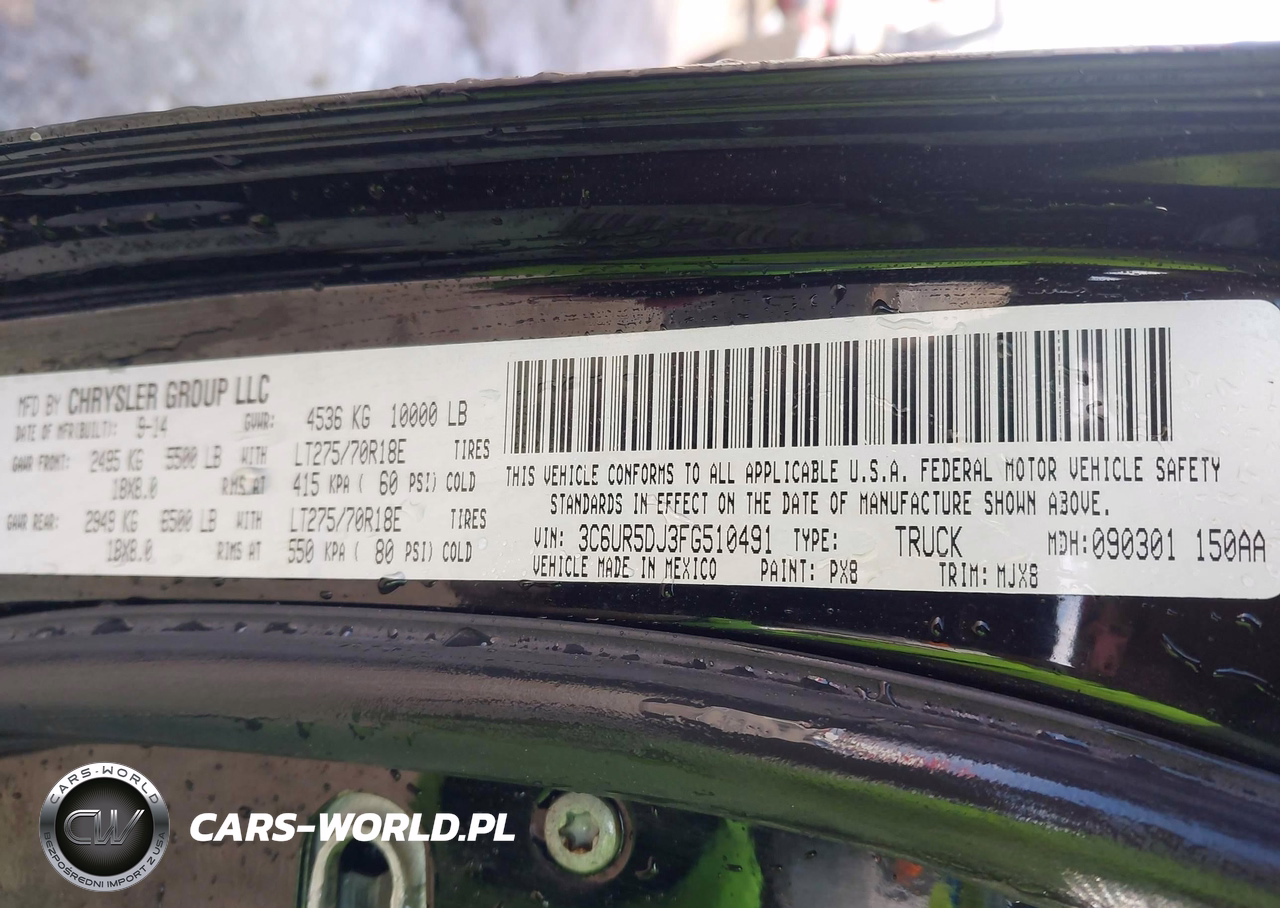 MFD BY CHRYSLER GROUP LLC
DATE OF MFR(BUILT): 9-14 GVWR: 4536 KG 10000 LB
GAWR FRONT: 2495 KG 5500 LB WITH LT275/70R18E TIRES
18X8.0 RIMS AT 415 KPA ( 60 PSI) COLD
GAWR REAR: 2949 KG 6500 LB WITH LT275/70R18E TIRES
18X8.0 RIMS AT 550 KPA ( 80 PSI) COLD
THIS VEHICLE CONFORMS TO ALL APPLICABLE U.S.A. FEDERAL MOTOR VEHICLE SAFETY
STANDARDS IN EFFECT ON THE DATE OF MANUFACTURE SHOWN ABOVE.
VIN: 3C6UR5DJ3FG510491 TYPE: TRUCK MDH: 090301 150AA
VEHICLE MADE IN MEXICO PAINT: PX8 TRIM: MJX8
CARS-WORLD
CW
BEZPOŚREDNI IMPORT Z USA
CARS-WORLD.PL